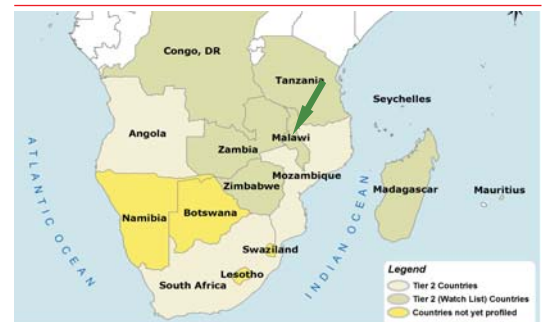 Congo, DR
Tanzania
Seychelles
Angola
Malawi
Zambia
Mozambique
Zimbabwe
Madagascar
Mauritius
Namibia
Botswana
Swaziland
Lesotho
South Africa
ATLANTIC OCEAN
INDIAN OCEAN
Legend
Tier 2 Countries
Tier 2 (Watch List) Countries
Countries not yet profiled